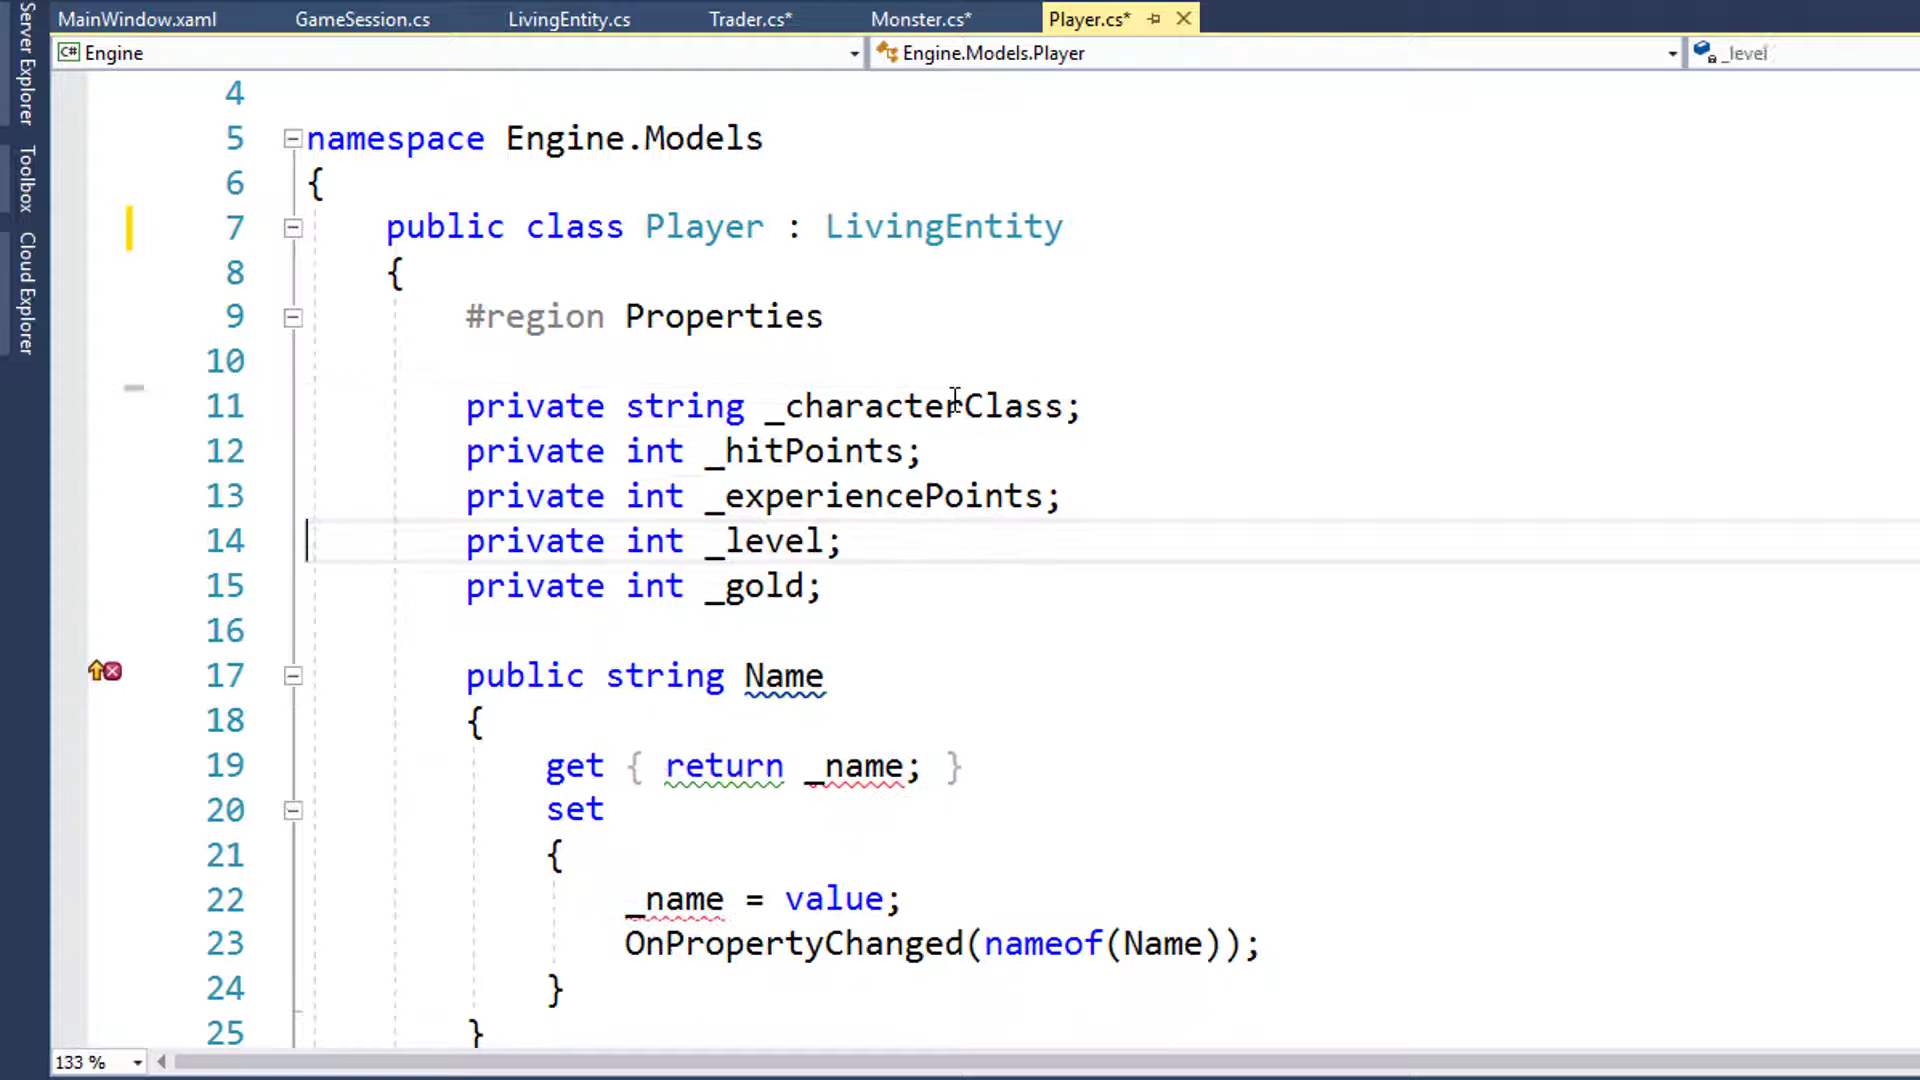 MainWindow.xaml GameSession.cs LivingEntity.cs Trader.cs* Monster.cs* Player.cs*
C# Engine Engine.Models.Player _level
Server Explorer
Toolbox
Cloud Explorer
4
5 namespace Engine.Models
6 {
7 public class Player : LivingEntity
8 {
9 #region Properties
10
11 private string _characterClass;
12 private int _hitPoints;
13 private int _experiencePoints;
14 private int _level;
15 private int _gold;
16
17 public string Name
18 {
19 get { return _name; }
20 set
21 {
22 _name = value;
23 OnPropertyChanged(nameof(Name));
24 }
25 }
133 %